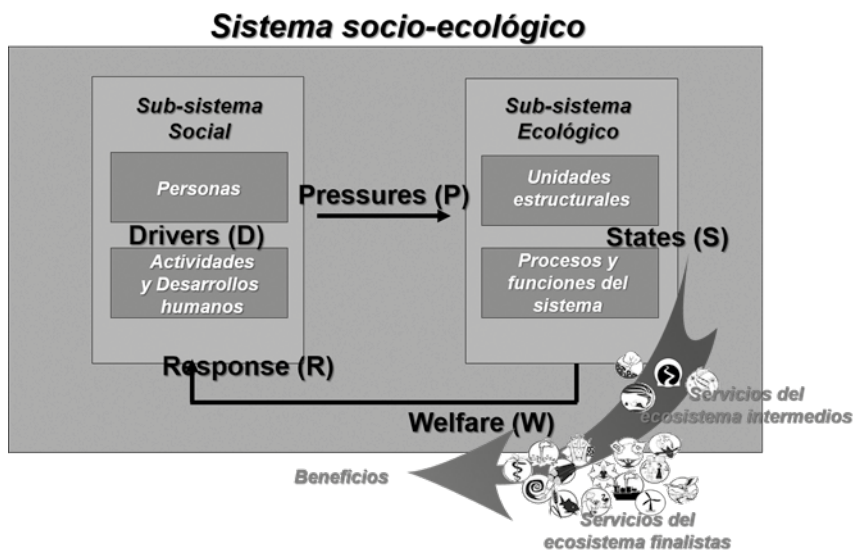 Sistema socio-ecológico
Sub-sistema
Social
Personas
Drivers (D)
Actividades
y Desarrollos
humanos
Response (R)
Pressures (P)
Sub-sistema
Ecológico
Unidades
estructurales
States (S)
Procesos y
funciones del
sistema
Welfare (W)
Servicios del
ecosistema intermedios
Beneficios
Servicios del
ecosistema finalistas